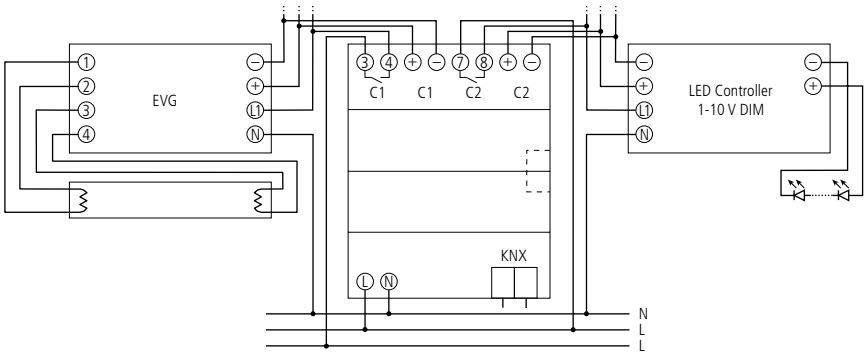 1
2
3
4
EVG
−
+
L1
N
3 4 + − 7 8 + −
C1 C1 C2 C2
KNX
L N
−
+
L1
N
LED Controller
1-10 V DIM
−
+
N
L
L